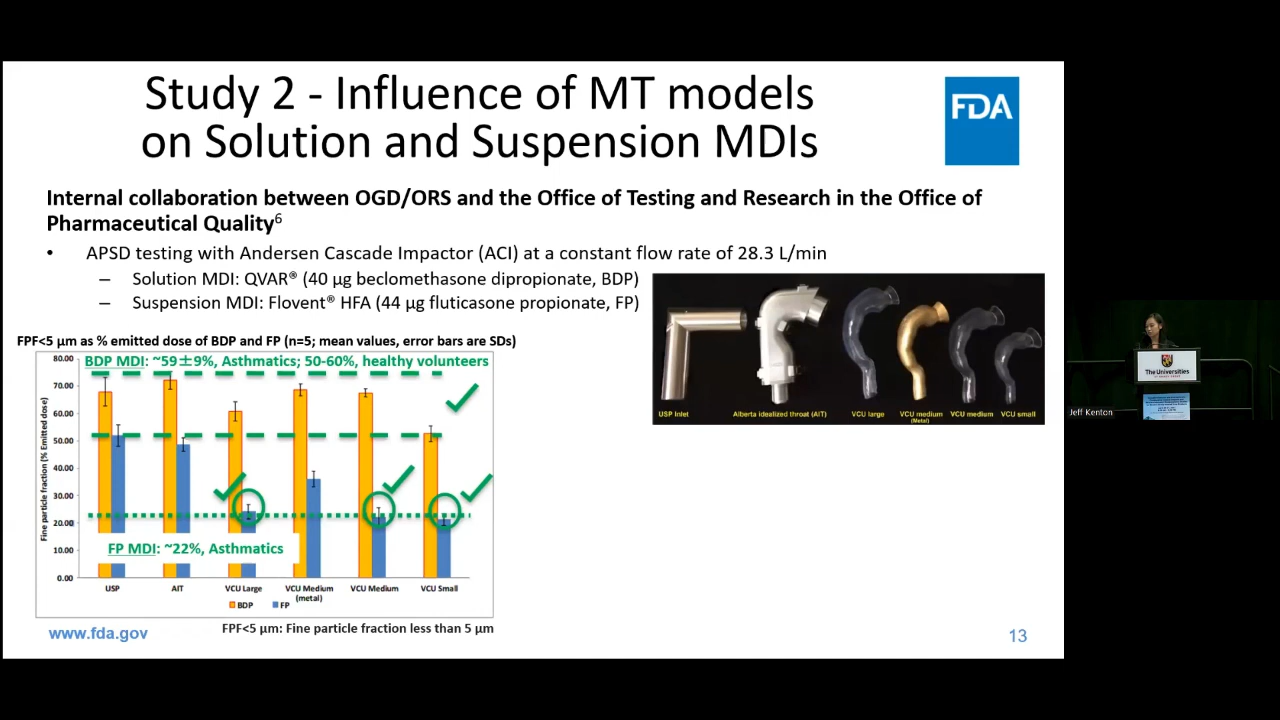 Study 2 - Influence of MT models
on Solution and Suspension MDIs
FDA
Internal collaboration between OGD/ORS and the Office of Testing and Research in the Office of
Pharmaceutical Quality6
• APSD testing with Andersen Cascade Impactor (ACI) at a constant flow rate of 28.3 L/min
– Solution MDI: QVAR® (40 µg beclomethasone dipropionate, BDP)
– Suspension MDI: Flovent® HFA (44 µg fluticasone propionate, FP)
FPF<5 µm as % emitted dose of BDP and FP (n=5; mean values, error bars are SDs)
BDP MDI: ~59±9%, Asthmatics; 50-60%, healthy volunteers
Fine particle fraction (% Emitted dose)
80.00
70.00
60.00
50.00
40.00
30.00
20.00
10.00
0.00
FP MDI: ~22%, Asthmatics
USP
AIT
VCU Large
VCU Medium
(metal)
VCU Medium
VCU Small
BDP
FP
FPF<5 µm: Fine particle fraction less than 5 µm
USP Inlet
Alberta idealized throat (AIT)
VCU large
VCU medium
(Metal)
VCU medium
VCU small
www.fda.gov
13
The Universities
Jeff Kenton